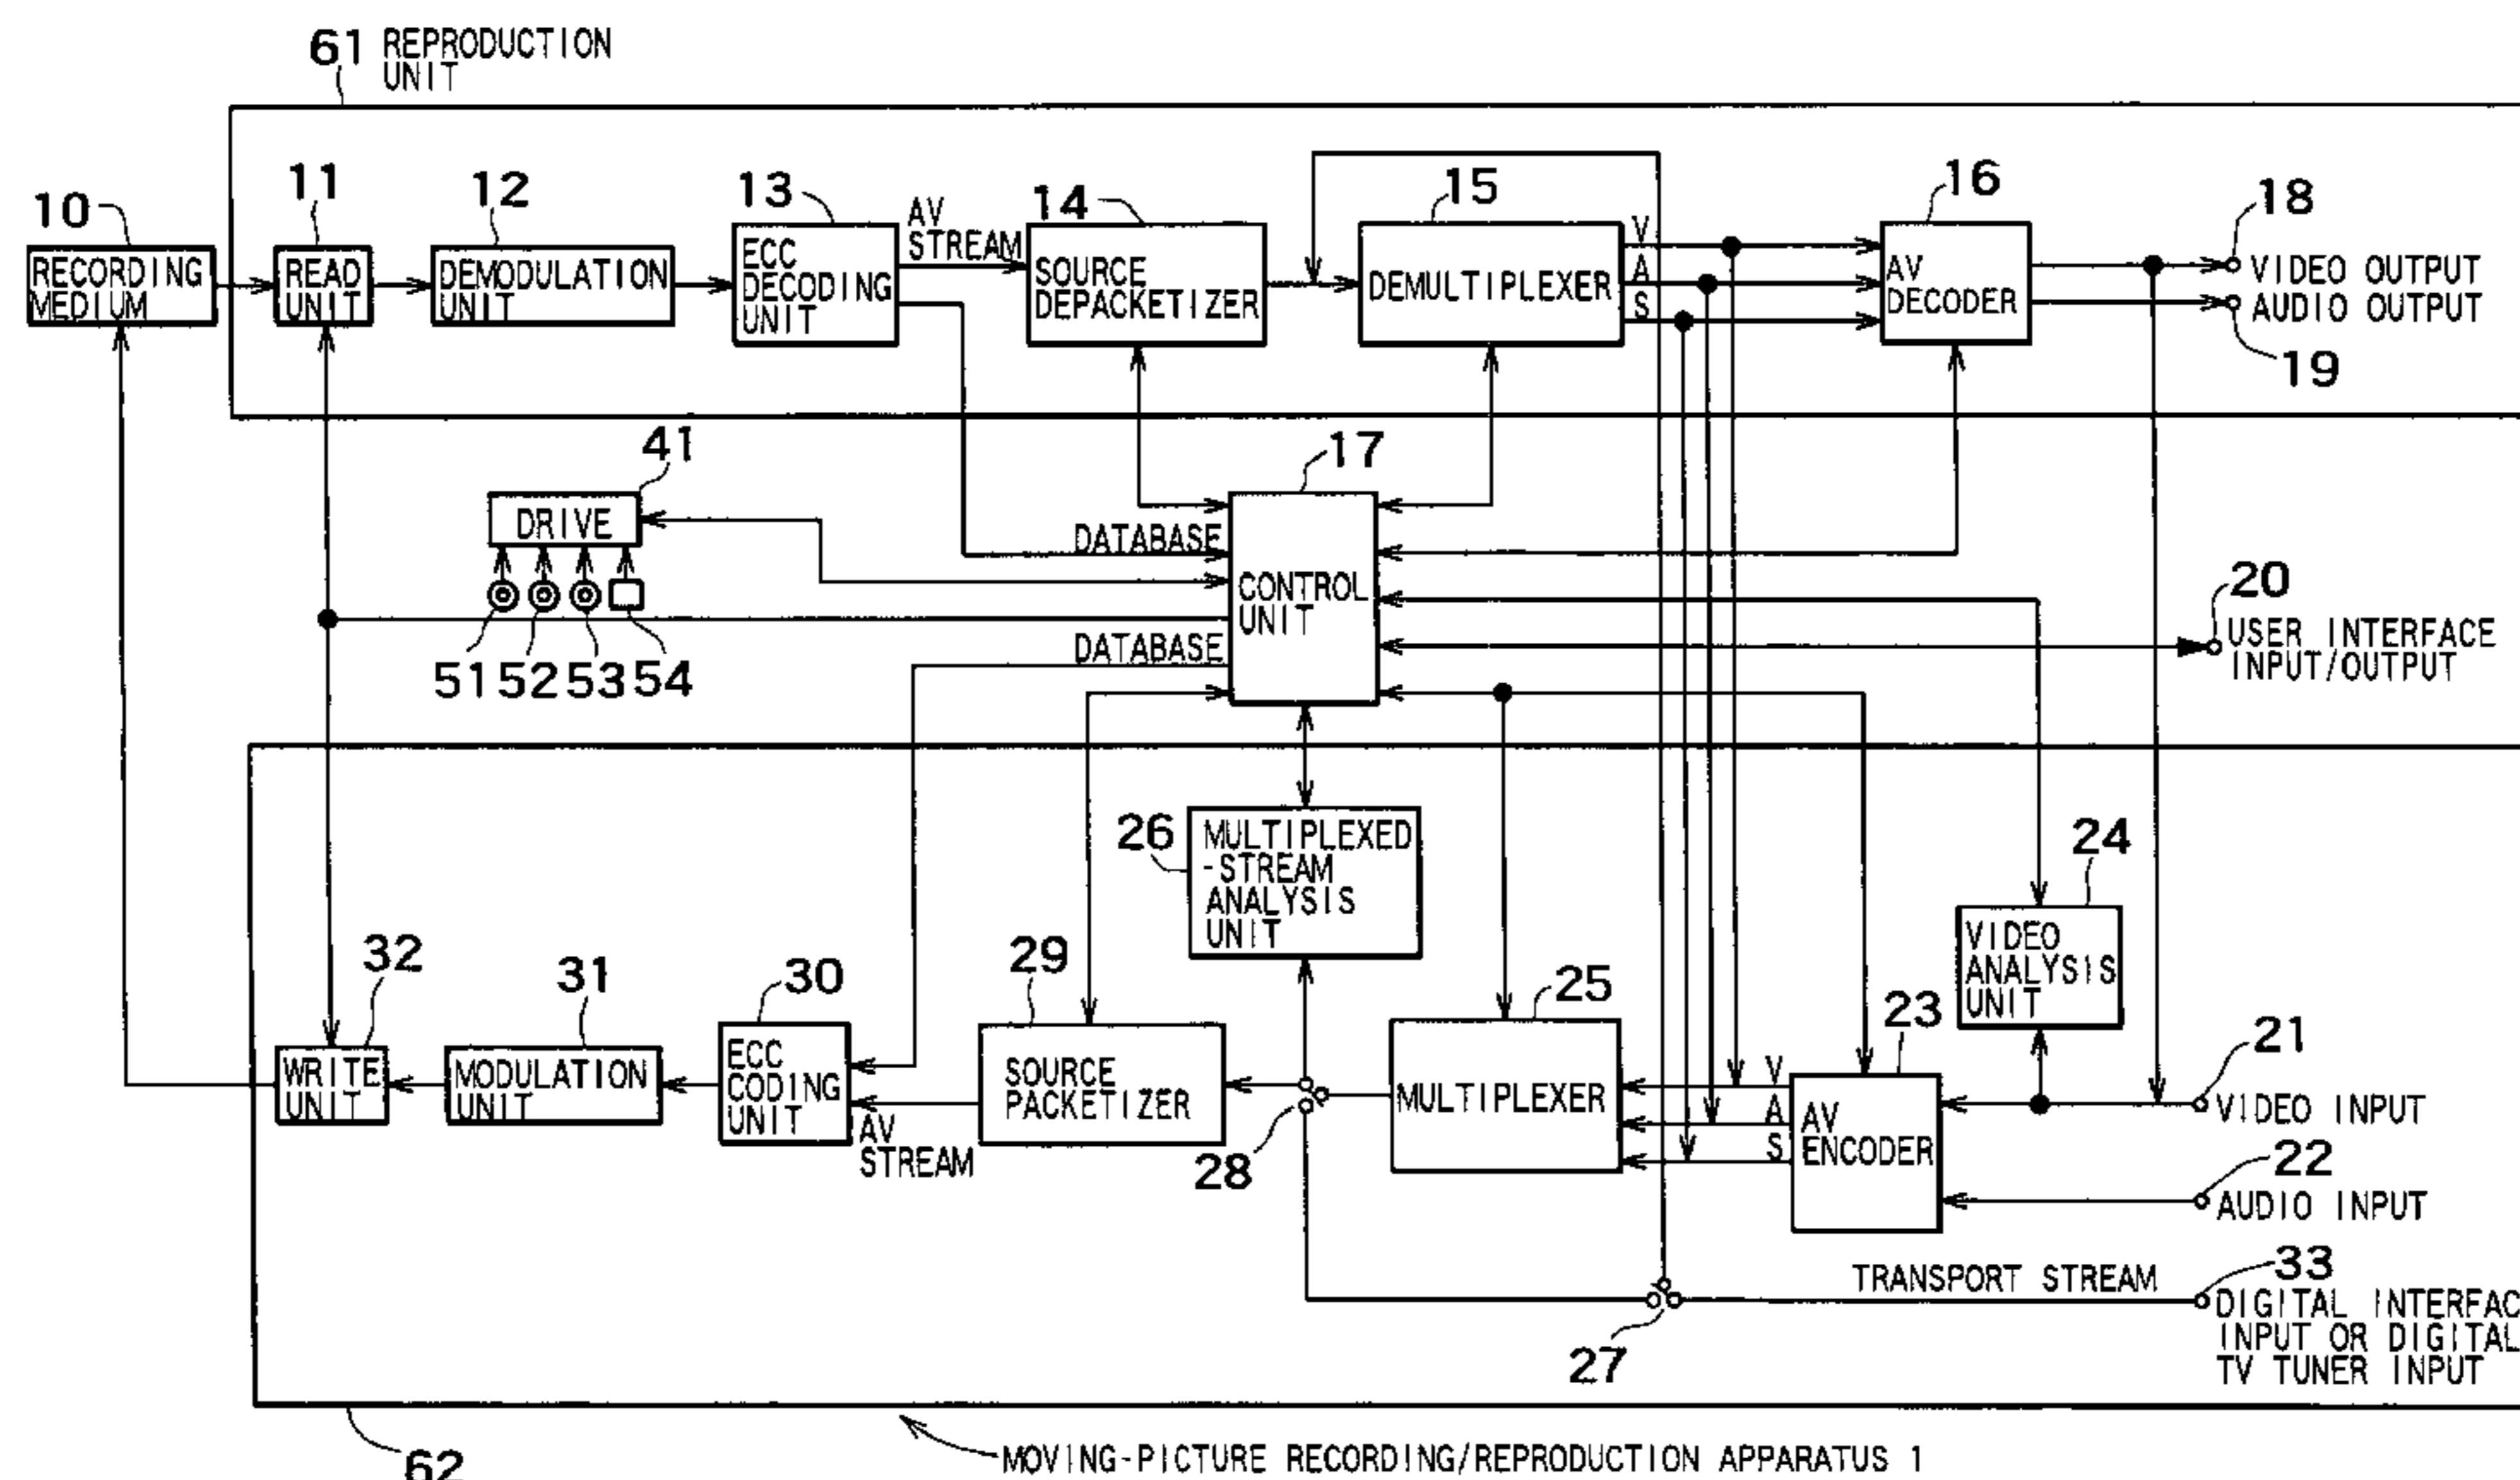 61 REPRODUCTION
UNIT
10
11
12
13
AV
STREAM
14
15
16
18
RECORDING
MEDIUM
READ
UNIT
DEMODULATION
UNIT
ECC
DECODING
UNIT
SOURCE
DEPACKETIZER
DEMULTIPLEXER
V
A
S
AV
DECODER
VIDEO OUTPUT
AUDIO OUTPUT
19
41
DRIVE
17
DATABASE
CONTROL
UNIT
DATABASE
51 52 53 54
20
USER INTERFACE
INPUT/OUTPUT
26
MULTIPLEXED
-STREAM
ANALYSIS
UNIT
24
VIDEO
ANALYSIS
UNIT
32
31
30
29
25
23
21
WRITE
UNIT
MODULATION
UNIT
ECC
CODING
UNIT
AV
STREAM
SOURCE
PACKETIZER
28
MULTIPLEXER
V
A
S
AV
ENCODER
VIDEO INPUT
22
AUDIO INPUT
TRANSPORT STREAM
33
DIGITAL INTERFAC
INPUT OR DIGITAL
TV TUNER INPUT
27
62
MOVING-PICTURE RECORDING/REPRODUCTION APPARATUS 1